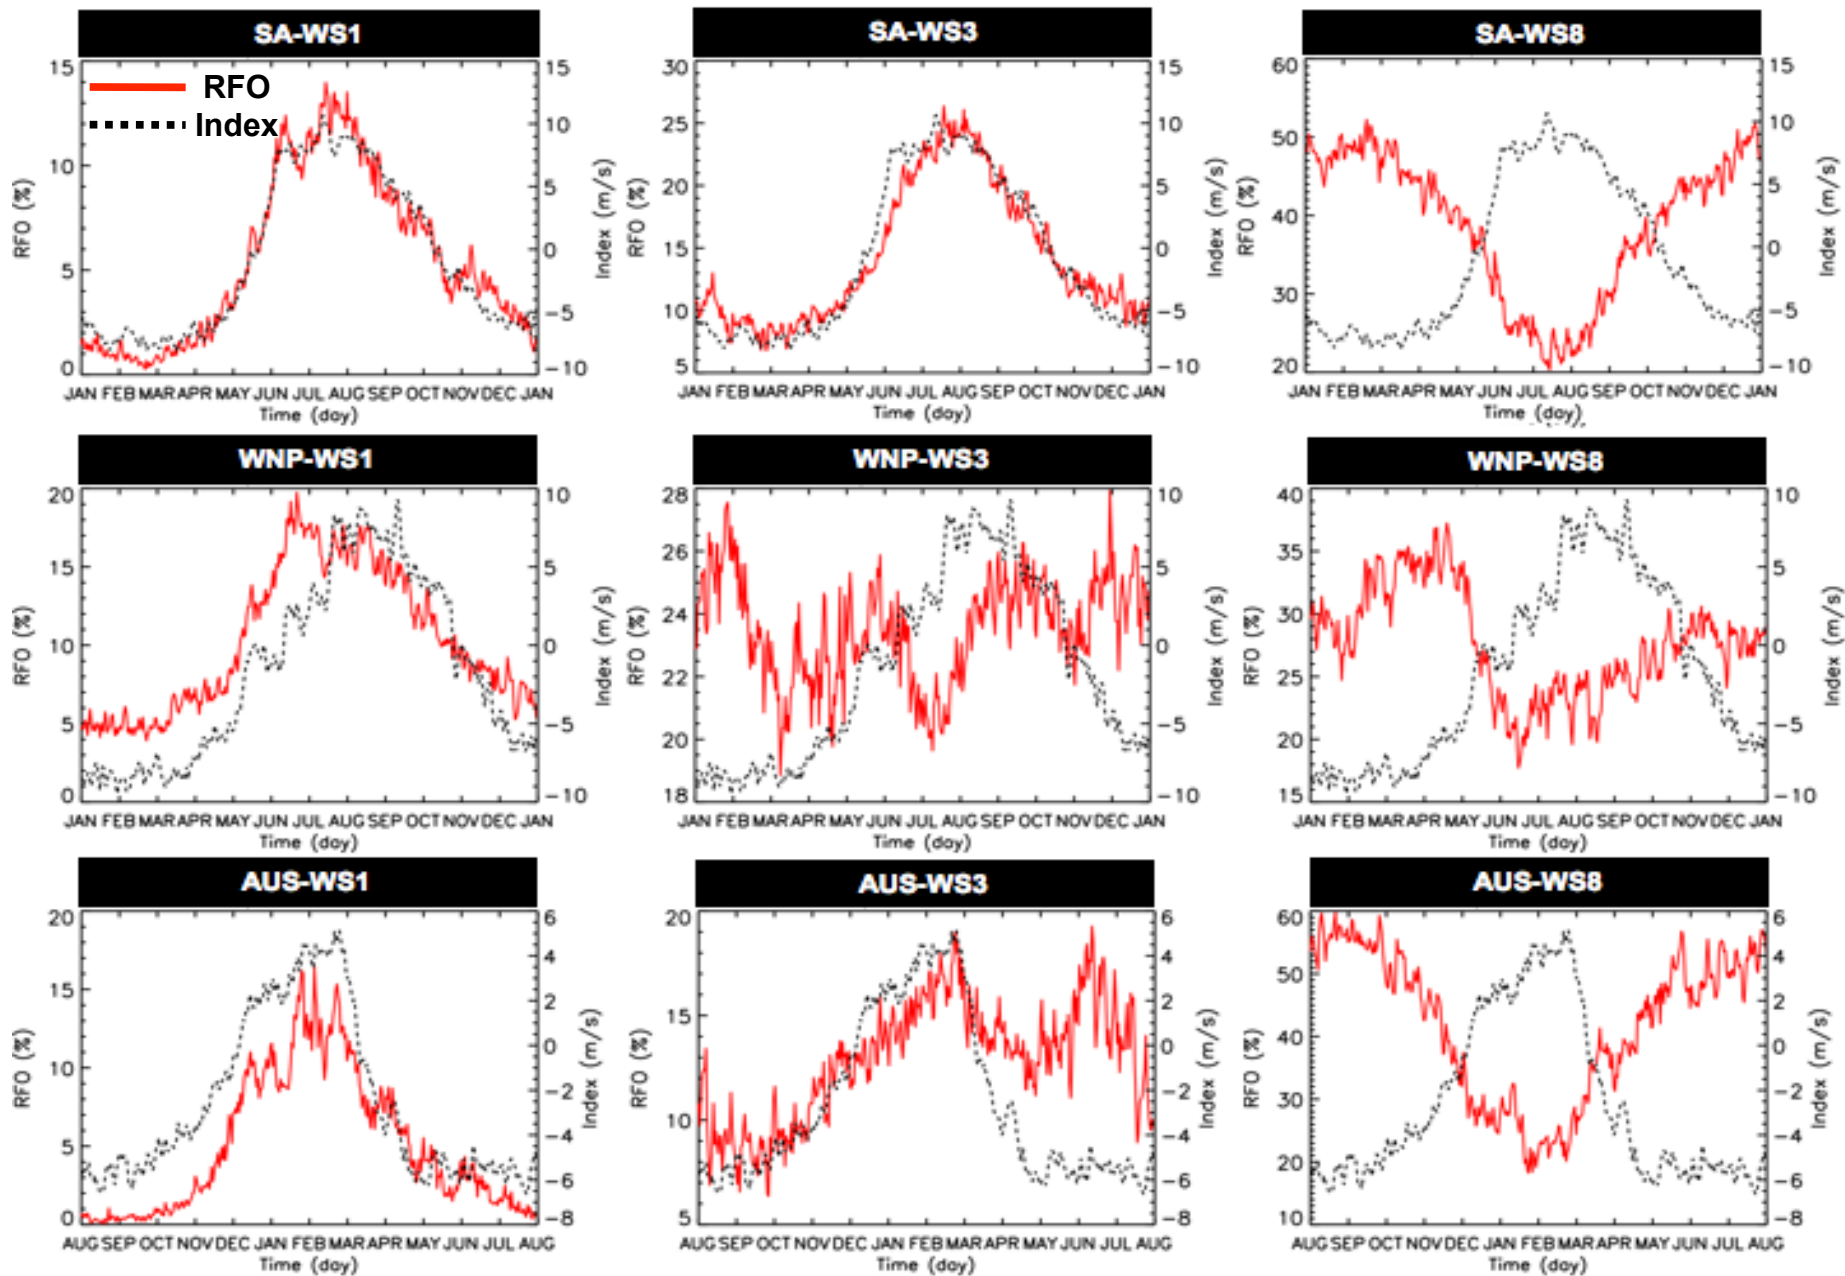 SA-WS1 SA-WS3 SA-WS8
RFO
Index
15 10 5 0
RFO (%)
15 10 5 0 −5 −10
Index (m/s)
JAN FEB MAR APR MAY JUN JUL AUG SEP OCT NOV DEC JAN
Time (day)
30 25 20 15 10 5
RFO (%)
15 10 5 0 −5 −10
Index (m/s)
JAN FEB MAR APR MAY JUN JUL AUG SEP OCT NOV DEC JAN
Time (day)
60 50 40 30 20
RFO (%)
15 10 5 0 −5 −10
Index (m/s)
JAN FEB MAR APR MAY JUN JUL AUG SEP OCT NOV DEC JAN
Time (day)
WNP-WS1 WNP-WS3 WNP-WS8
20 15 10 5 0
RFO (%)
10 5 0 −5 −10
Index (m/s)
JAN FEB MAR APR MAY JUN JUL AUG SEP OCT NOV DEC JAN
Time (day)
28 26 24 22 20 18
RFO (%)
10 5 0 −5 −10
Index (m/s)
JAN FEB MAR APR MAY JUN JUL AUG SEP OCT NOV DEC JAN
Time (day)
40 35 30 25 20 15
RFO (%)
10 5 0 −5 −10
Index (m/s)
JAN FEB MAR APR MAY JUN JUL AUG SEP OCT NOV DEC JAN
Time (day)
AUS-WS1 AUS-WS3 AUS-WS8
20 15 10 5 0
RFO (%)
6 4 2 0 −2 −4 −6 −8
Index (m/s)
AUG SEP OCT NOV DEC JAN FEB MAR APR MAY JUN JUL AUG
Time (day)
20 15 10 5
RFO (%)
6 4 2 0 −2 −4 −6 −8
Index (m/s)
AUG SEP OCT NOV DEC JAN FEB MAR APR MAY JUN JUL AUG
Time (day)
60 50 40 30 20 10
RFO (%)
6 4 2 0 −2 −4 −6 −8
Index (m/s)
AUG SEP OCT NOV DEC JAN FEB MAR APR MAY JUN JUL AUG
Time (day)